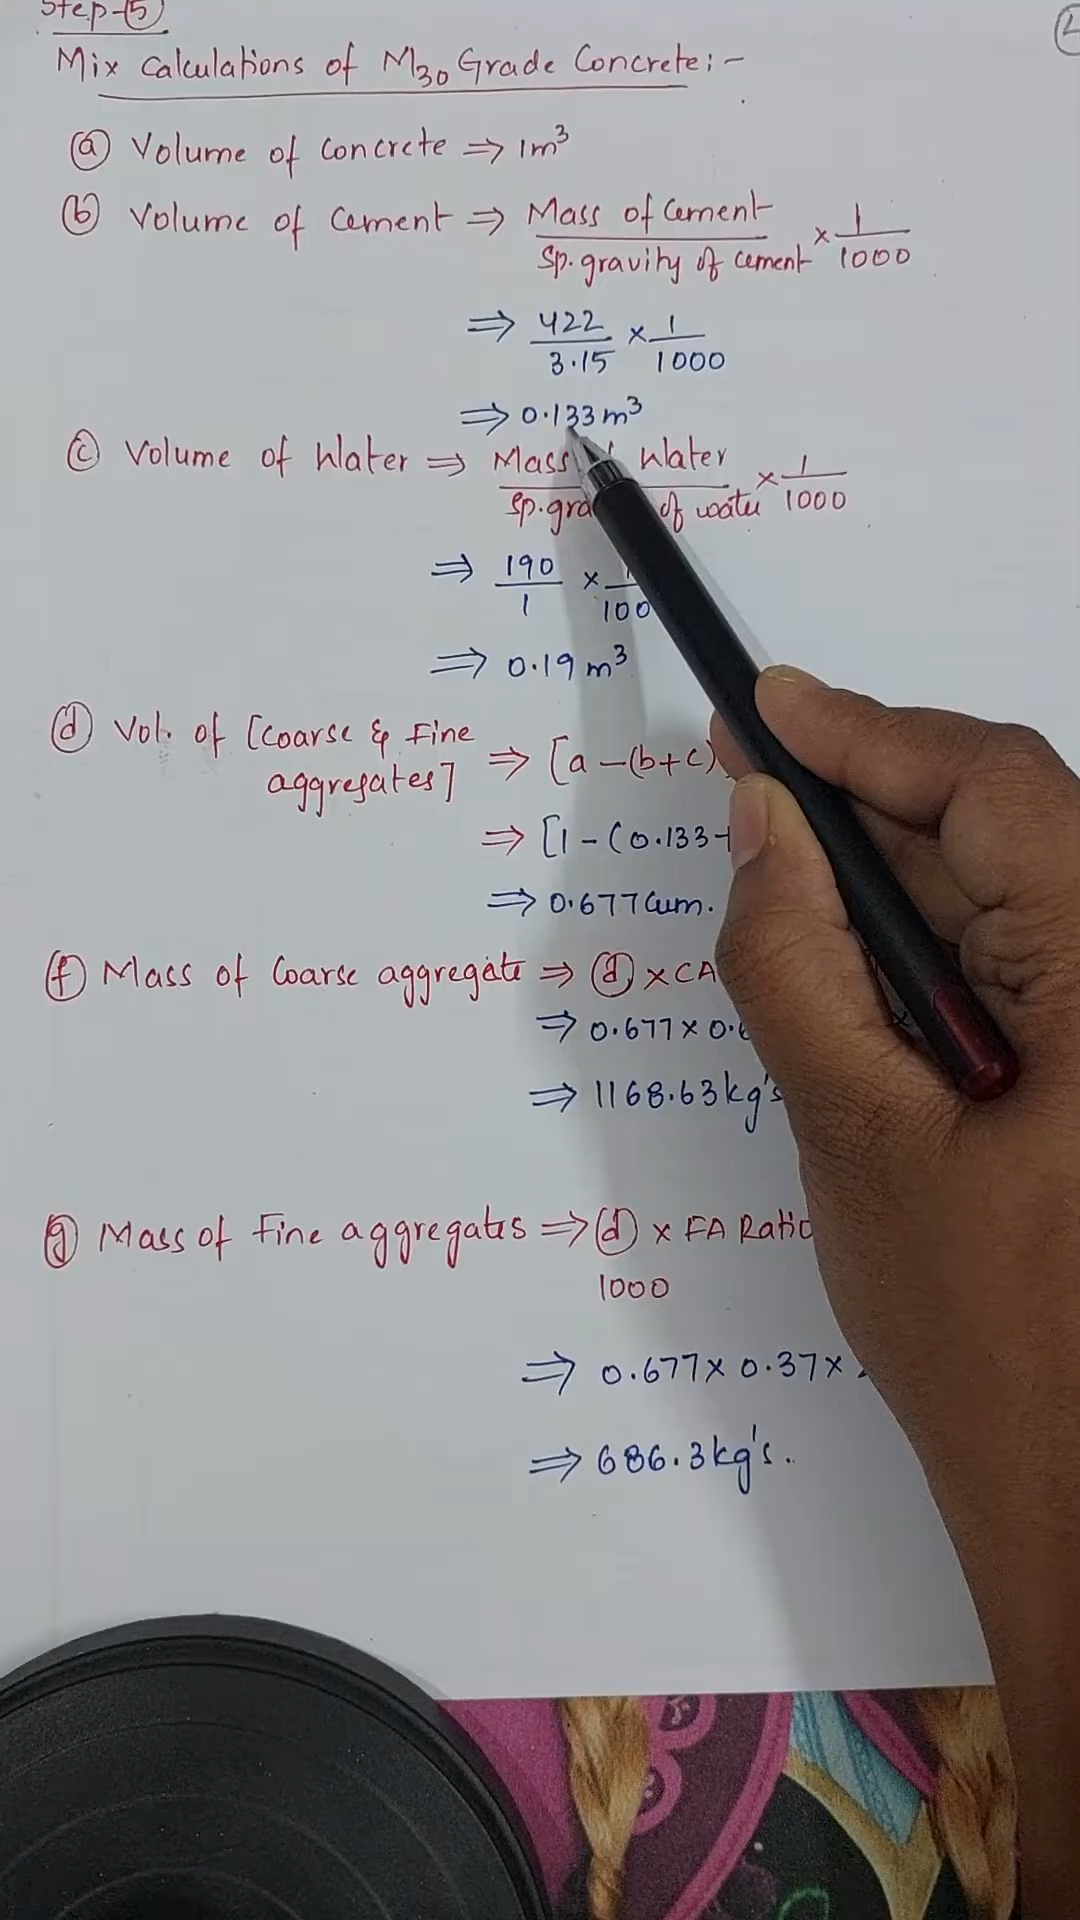 Step-⑤
Mix Calculations of M30 Grade Concrete:-
ⓐ Volume of Concrete ⇒ 1m³
ⓑ Volume of Cement ⇒ Mass of Cement / Sp.gravity of cement × 1/1000
⇒ 422/3.15 × 1/1000
⇒ 0.133m³
ⓒ Volume of Water ⇒ Mass Water / of water × 1/1000
⇒ 190/1 ×
⇒ 0.19 m³
ⓓ Vol. of [Coarse & Fine aggregates] ⇒ [a-(b+c)
⇒ [1-(0.133
⇒ 0.677 Cum.
ⓕ Mass of Coarse aggregate ⇒ ⓓ × CA
⇒ 0.677 ×
⇒ 1168.63 kg's
ⓖ Mass of Fine aggregates ⇒ ⓓ × FA Ratio
1000
⇒ 0.677 × 0.37 ×
⇒ 686.3 kg's.